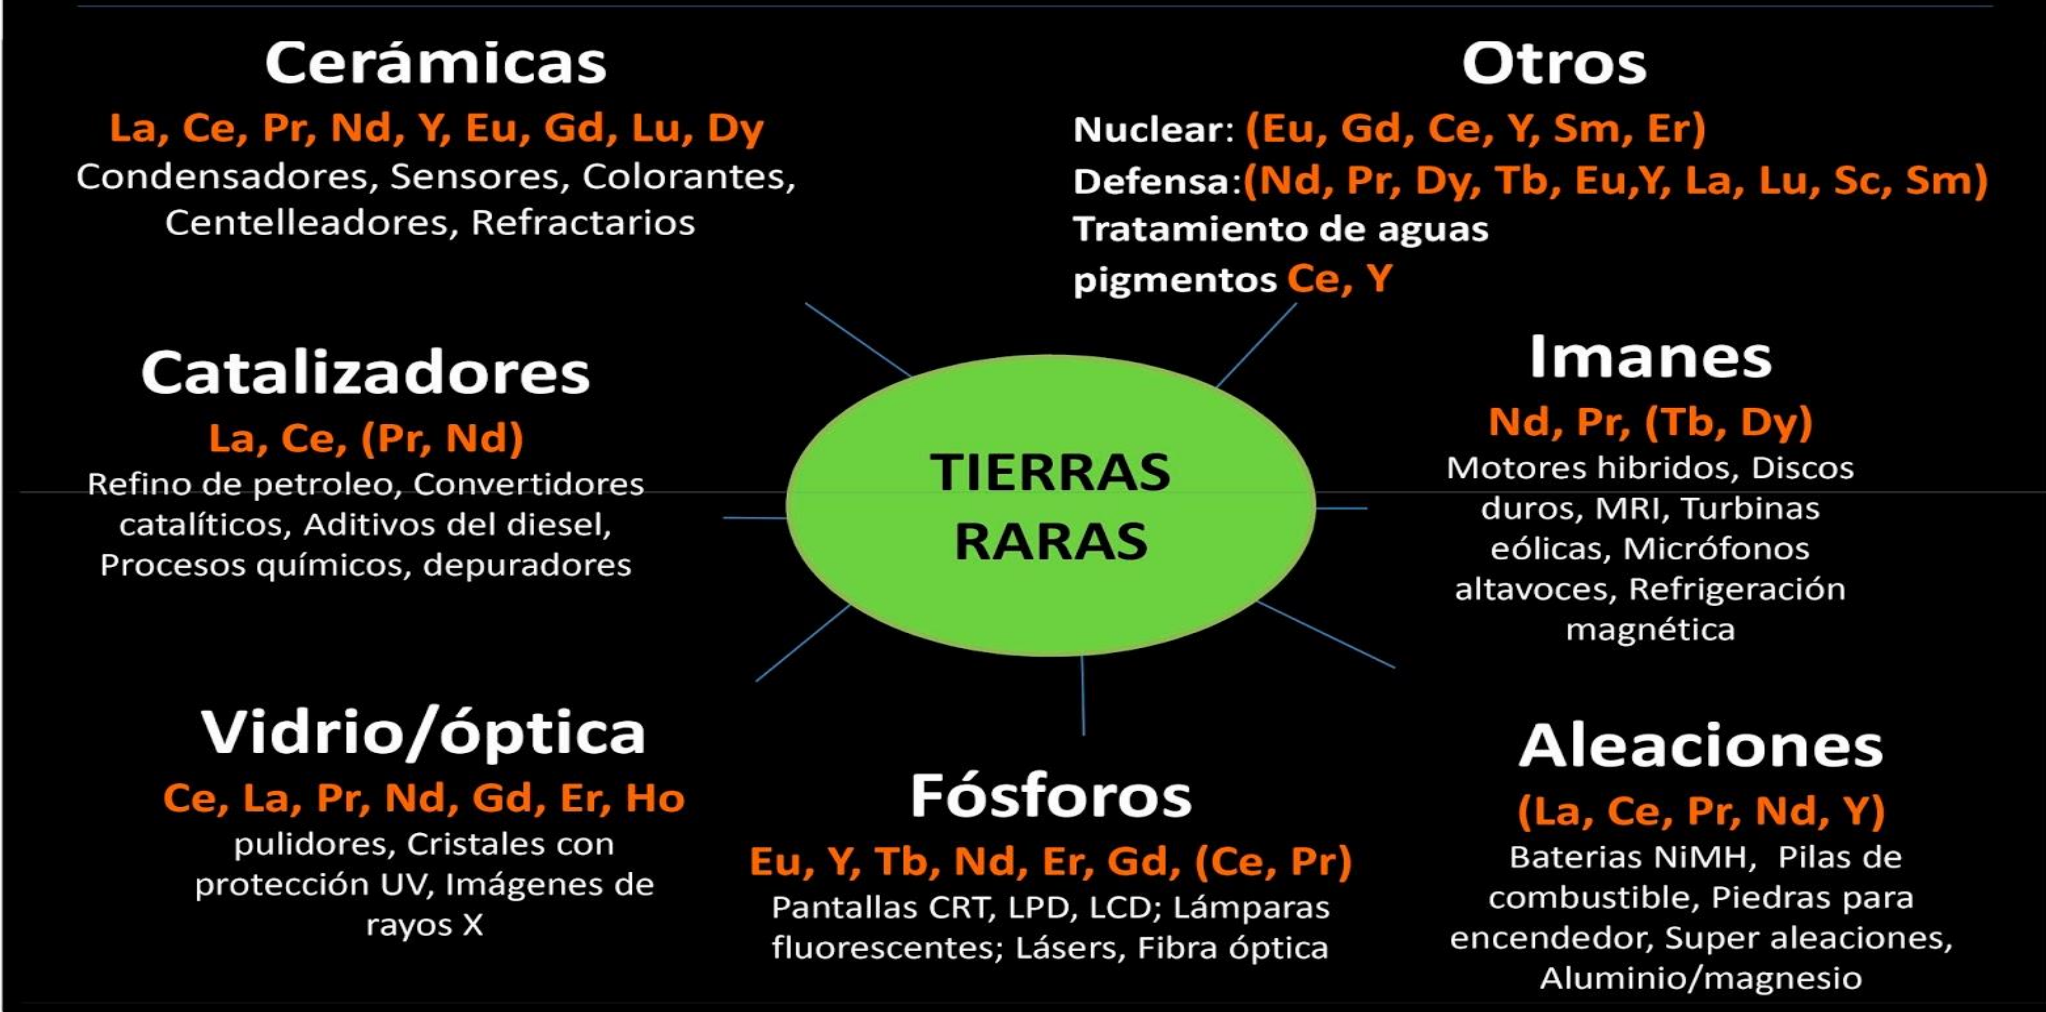 Cerámicas
La, Ce, Pr, Nd, Y, Eu, Gd, Lu, Dy
Condensadores, Sensores, Colorantes,
Centelleadores, Refractarios
Otros
Nuclear: (Eu, Gd, Ce, Y, Sm, Er)
Defensa:(Nd, Pr, Dy, Tb, Eu,Y, La, Lu, Sc, Sm)
Tratamiento de aguas
pigmentos Ce, Y
Catalizadores
La, Ce, (Pr, Nd)
Refino de petroleo, Convertidores
catalíticos, Aditivos del diesel,
Procesos químicos, depuradores
TIERRAS
RARAS
Imanes
Nd, Pr, (Tb, Dy)
Motores hibridos, Discos
duros, MRI, Turbinas
eólicas, Micrófonos
altavoces, Refrigeración
magnética
Vidrio/óptica
Ce, La, Pr, Nd, Gd, Er, Ho
pulidores, Cristales con
protección UV, Imágenes de
rayos X
Fósforos
Eu, Y, Tb, Nd, Er, Gd, (Ce, Pr)
Pantallas CRT, LPD, LCD; Lámparas
fluorescentes; Lásers, Fibra óptica
Aleaciones
(La, Ce, Pr, Nd, Y)
Baterias NiMH, Pilas de
combustible, Piedras para
encendedor, Super aleaciones,
Aluminio/magnesio